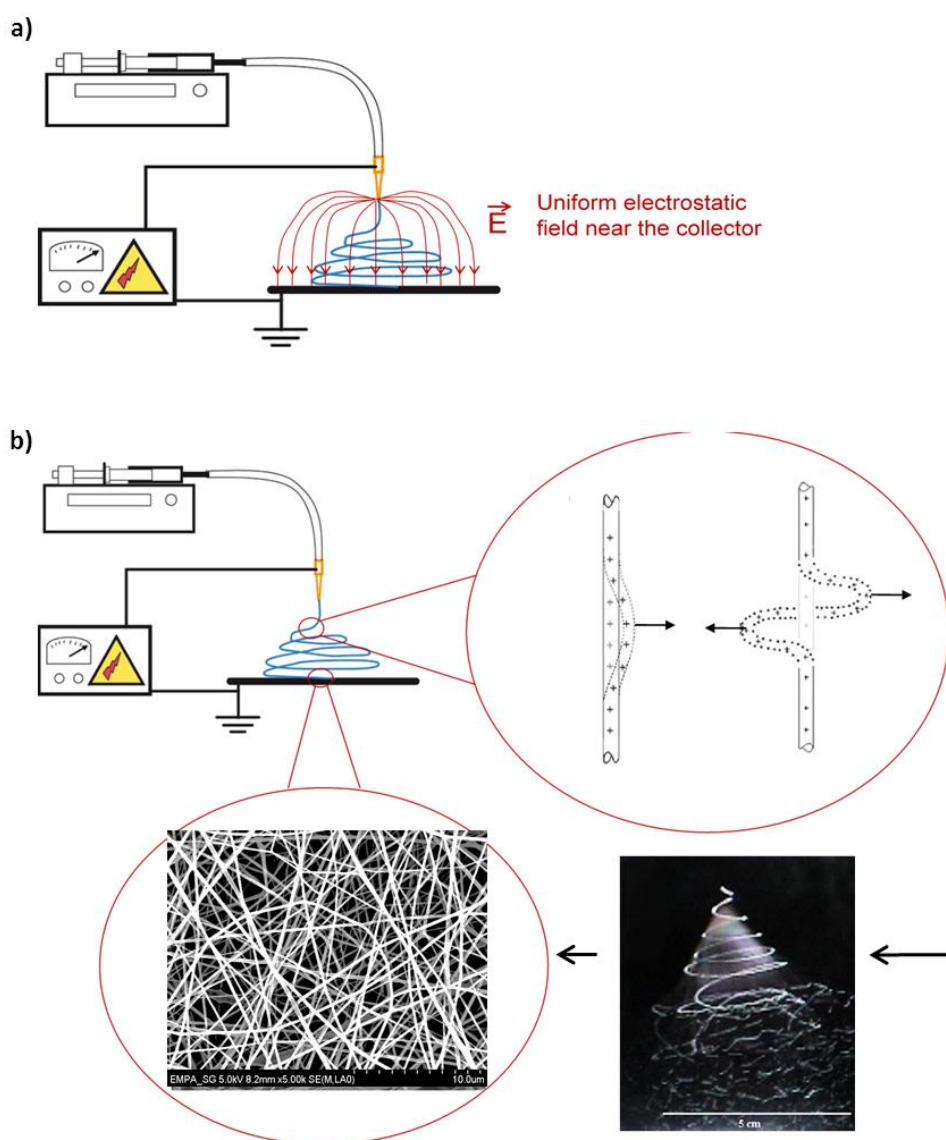 a)
E
Uniform electrostatic
field near the collector
b)
EMPA_SG 5.0kV 8.2mm x5.00k SE(M,LA0)
10.0um
5 cm